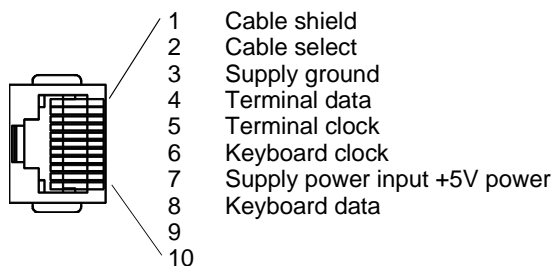 1 Cable shield
2 Cable select
3 Supply ground
4 Terminal data
5 Terminal clock
6 Keyboard clock
7 Supply power input +5V power
8 Keyboard data
9
10